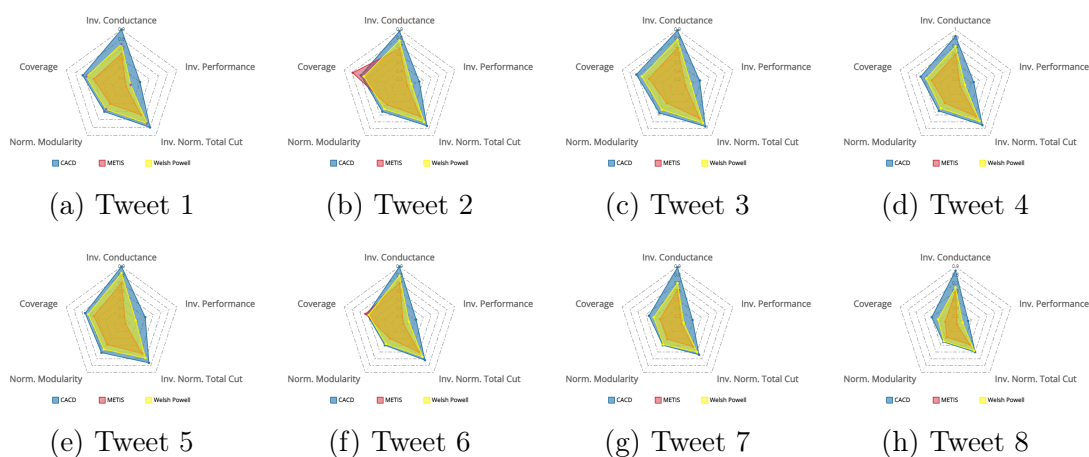 Inv. Conductance Inv. Conductance Inv. Conductance Inv. Conductance
Coverage Inv. Performance Coverage Inv. Performance Coverage Inv. Performance Coverage Inv. Performance
Norm. Modularity Inv. Norm. Total Cut Norm. Modularity Inv. Norm. Total Cut Norm. Modularity Inv. Norm. Total Cut Norm. Modularity Inv. Norm. Total Cut
CACD METIS Welsh Powell CACD METIS Welsh Powell CACD METIS Welsh Powell CACD METIS Welsh Powell
(a) Tweet 1 (b) Tweet 2 (c) Tweet 3 (d) Tweet 4
Inv. Conductance Inv. Conductance Inv. Conductance Inv. Conductance
Coverage Inv. Performance Coverage Inv. Performance Coverage Inv. Performance Coverage Inv. Performance
Norm. Modularity Inv. Norm. Total Cut Norm. Modularity Inv. Norm. Total Cut Norm. Modularity Inv. Norm. Total Cut Norm. Modularity Inv. Norm. Total Cut
CACD METIS Welsh Powell CACD METIS Welsh Powell CACD METIS Welsh Powell CACD METIS Welsh Powell
(e) Tweet 5 (f) Tweet 6 (g) Tweet 7 (h) Tweet 8